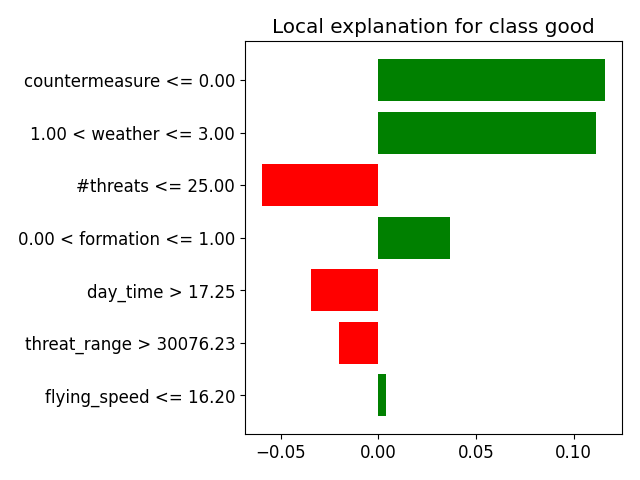 Local explanation for class good
countermeasure <= 0.00
1.00 < weather <= 3.00
#threats <= 25.00
0.00 < formation <= 1.00
day_time > 17.25
threat_range > 30076.23
flying_speed <= 16.20
−0.05 0.00 0.05 0.10